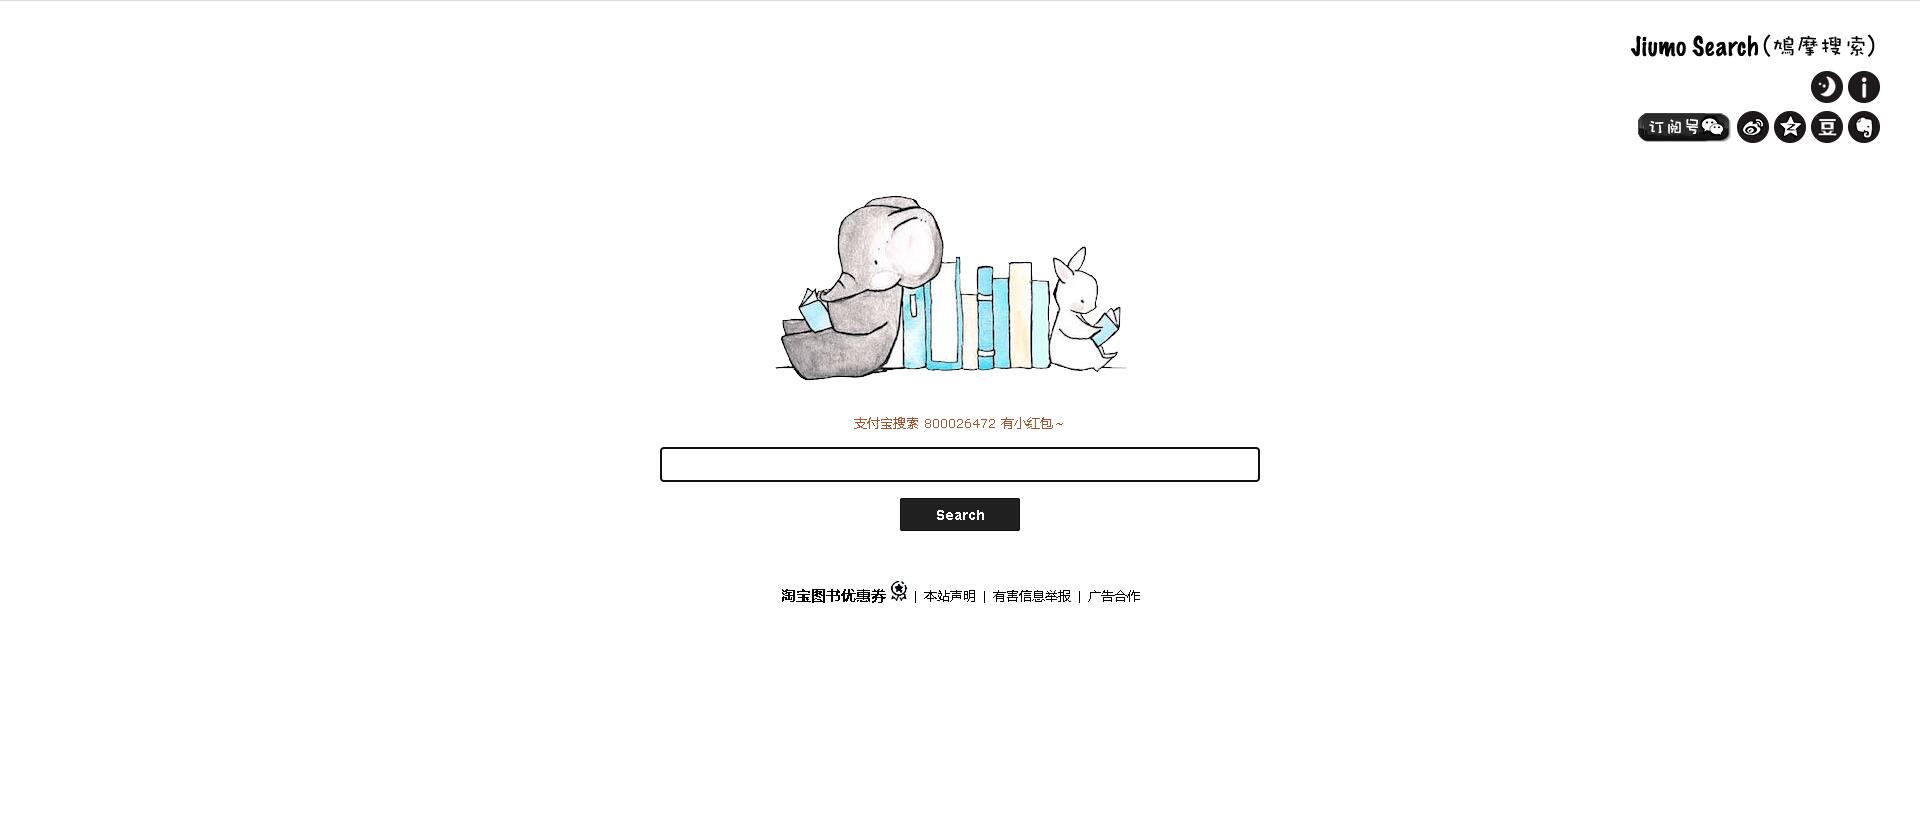 Jiumo Search(鸠摩搜索)
订阅号
豆
支付宝搜索 800026472 有小红包~
Search
淘宝图书优惠券 | 本站声明 | 有害信息举报 | 广告合作